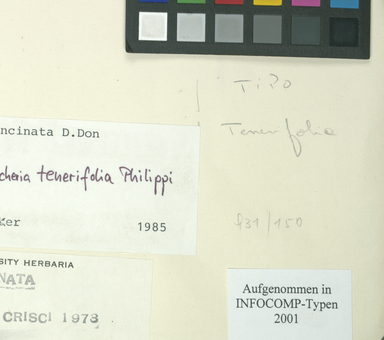 TiPo
Tenerifolia
ncinata D.Don
cheria tenerifolia Philippi
ker
1985
f31/150
SITY HERBARIA
NATA
CRISCI 1978
Aufgenommen in
INFOCOMP-Typen
2001